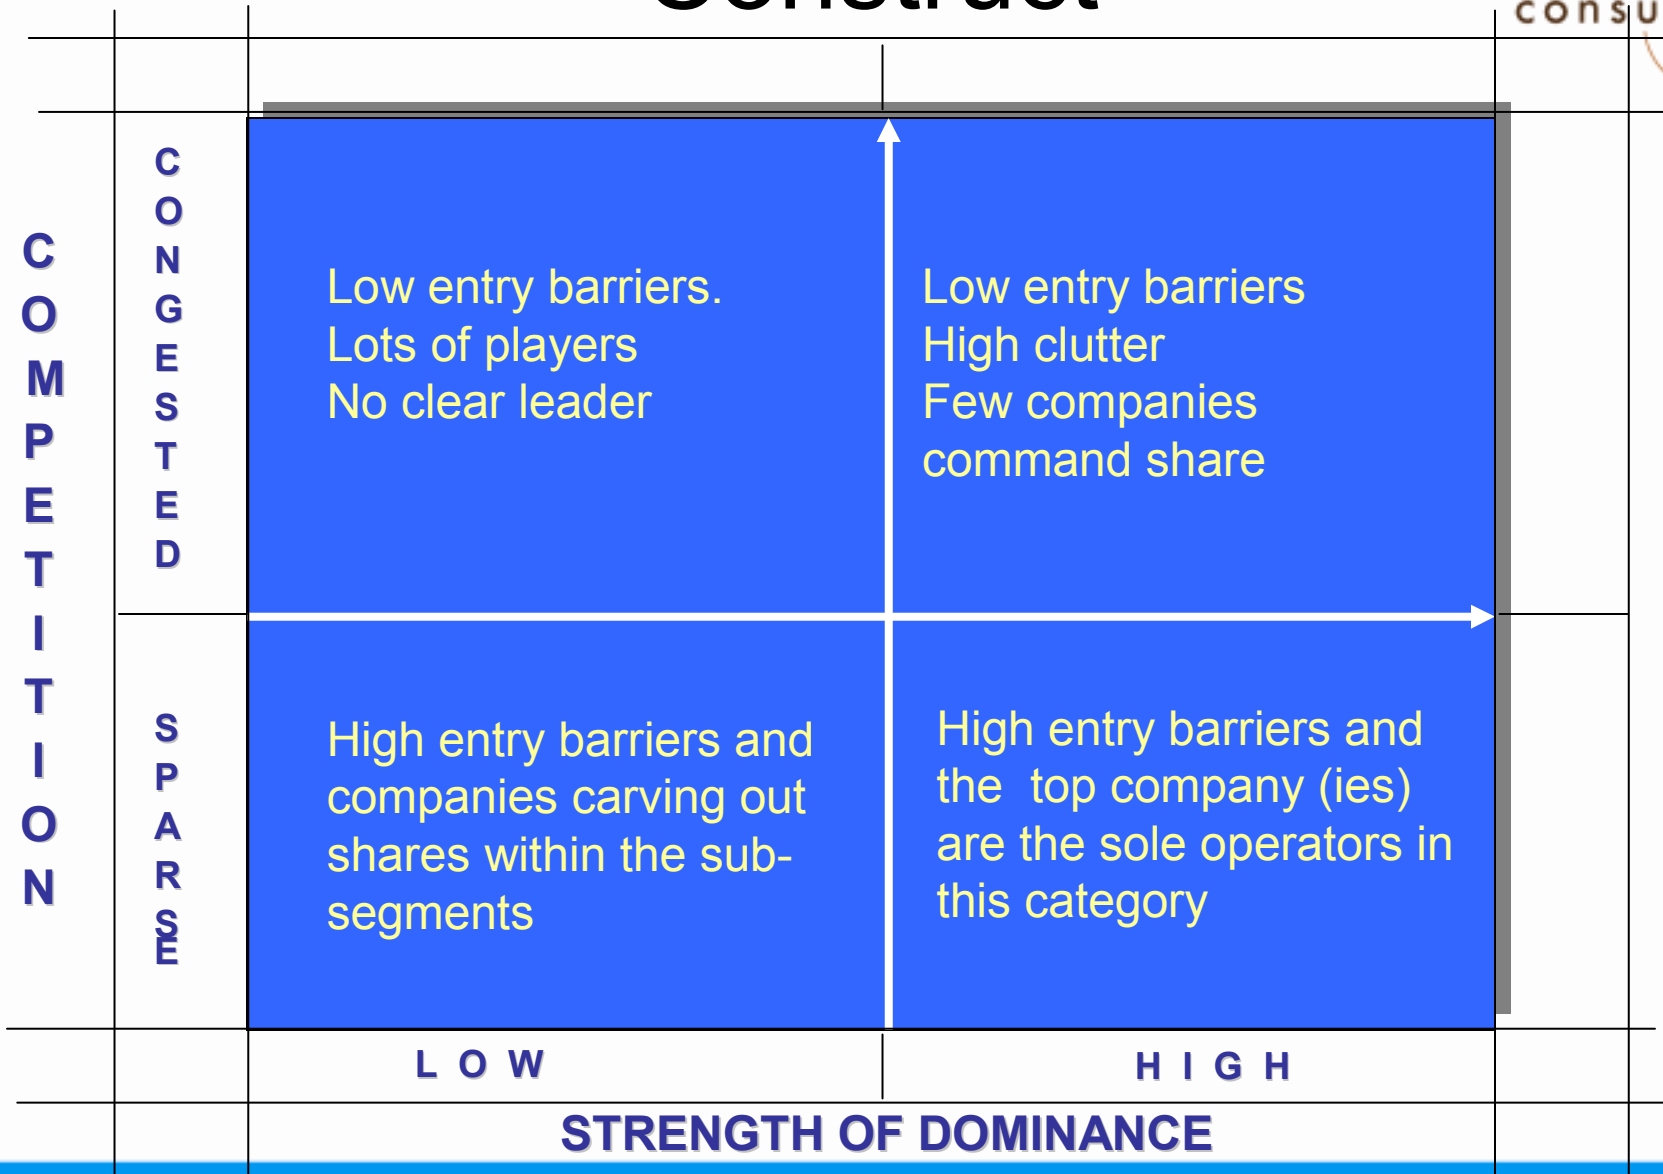 Construct
consu
COMPETITION
CONGESTED
Low entry barriers.
Lots of players
No clear leader
Low entry barriers
High clutter
Few companies
command share
SPARSE
High entry barriers and
companies carving out
shares within the sub-
segments
High entry barriers and
the top company (ies)
are the sole operators in
this category
LOW
HIGH
STRENGTH OF DOMINANCE